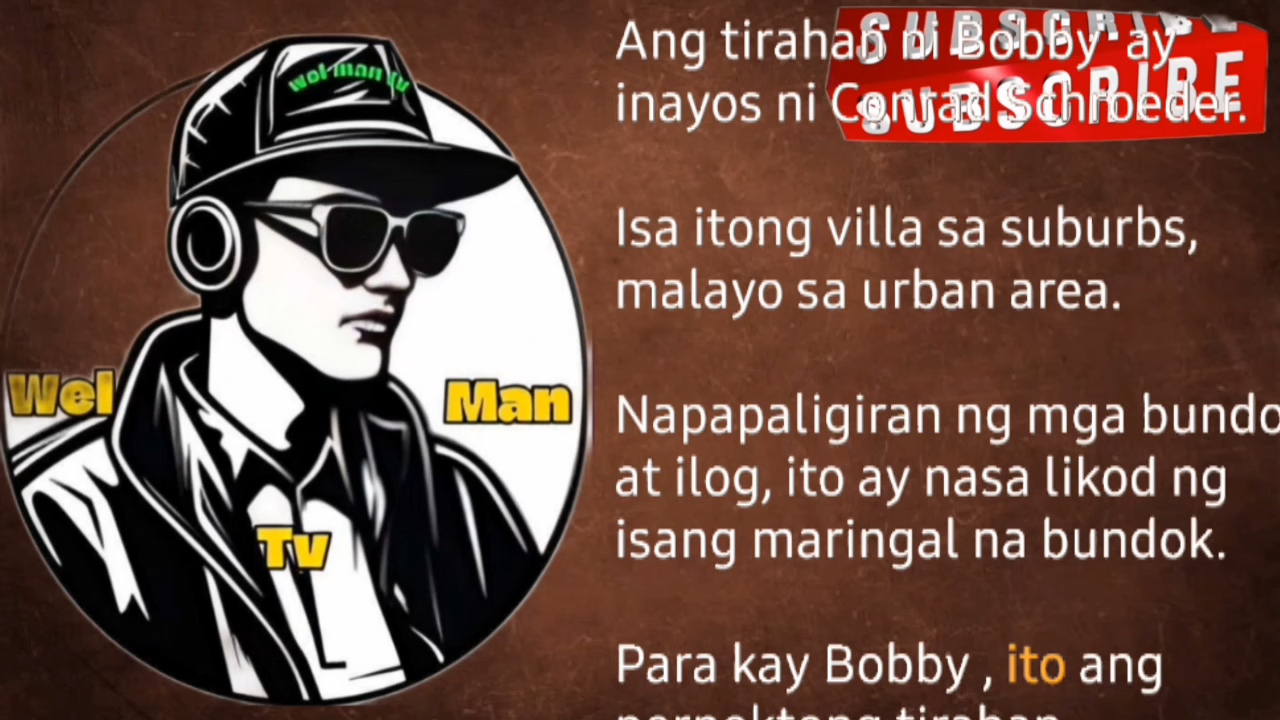 wel man tv
Wel
Man
Tv
SUBSCRIBE
SUBSCRIBE
Ang tirahan ni Bobby ay
inayos ni Conrad Schroeder.
Isa itong villa sa suburbs,
malayo sa urban area.
Napapaligiran ng mga bundo
at ilog, ito ay nasa likod ng
isang maringal na bundok.
Para kay Bobby , ito ang
perpektong tirahan